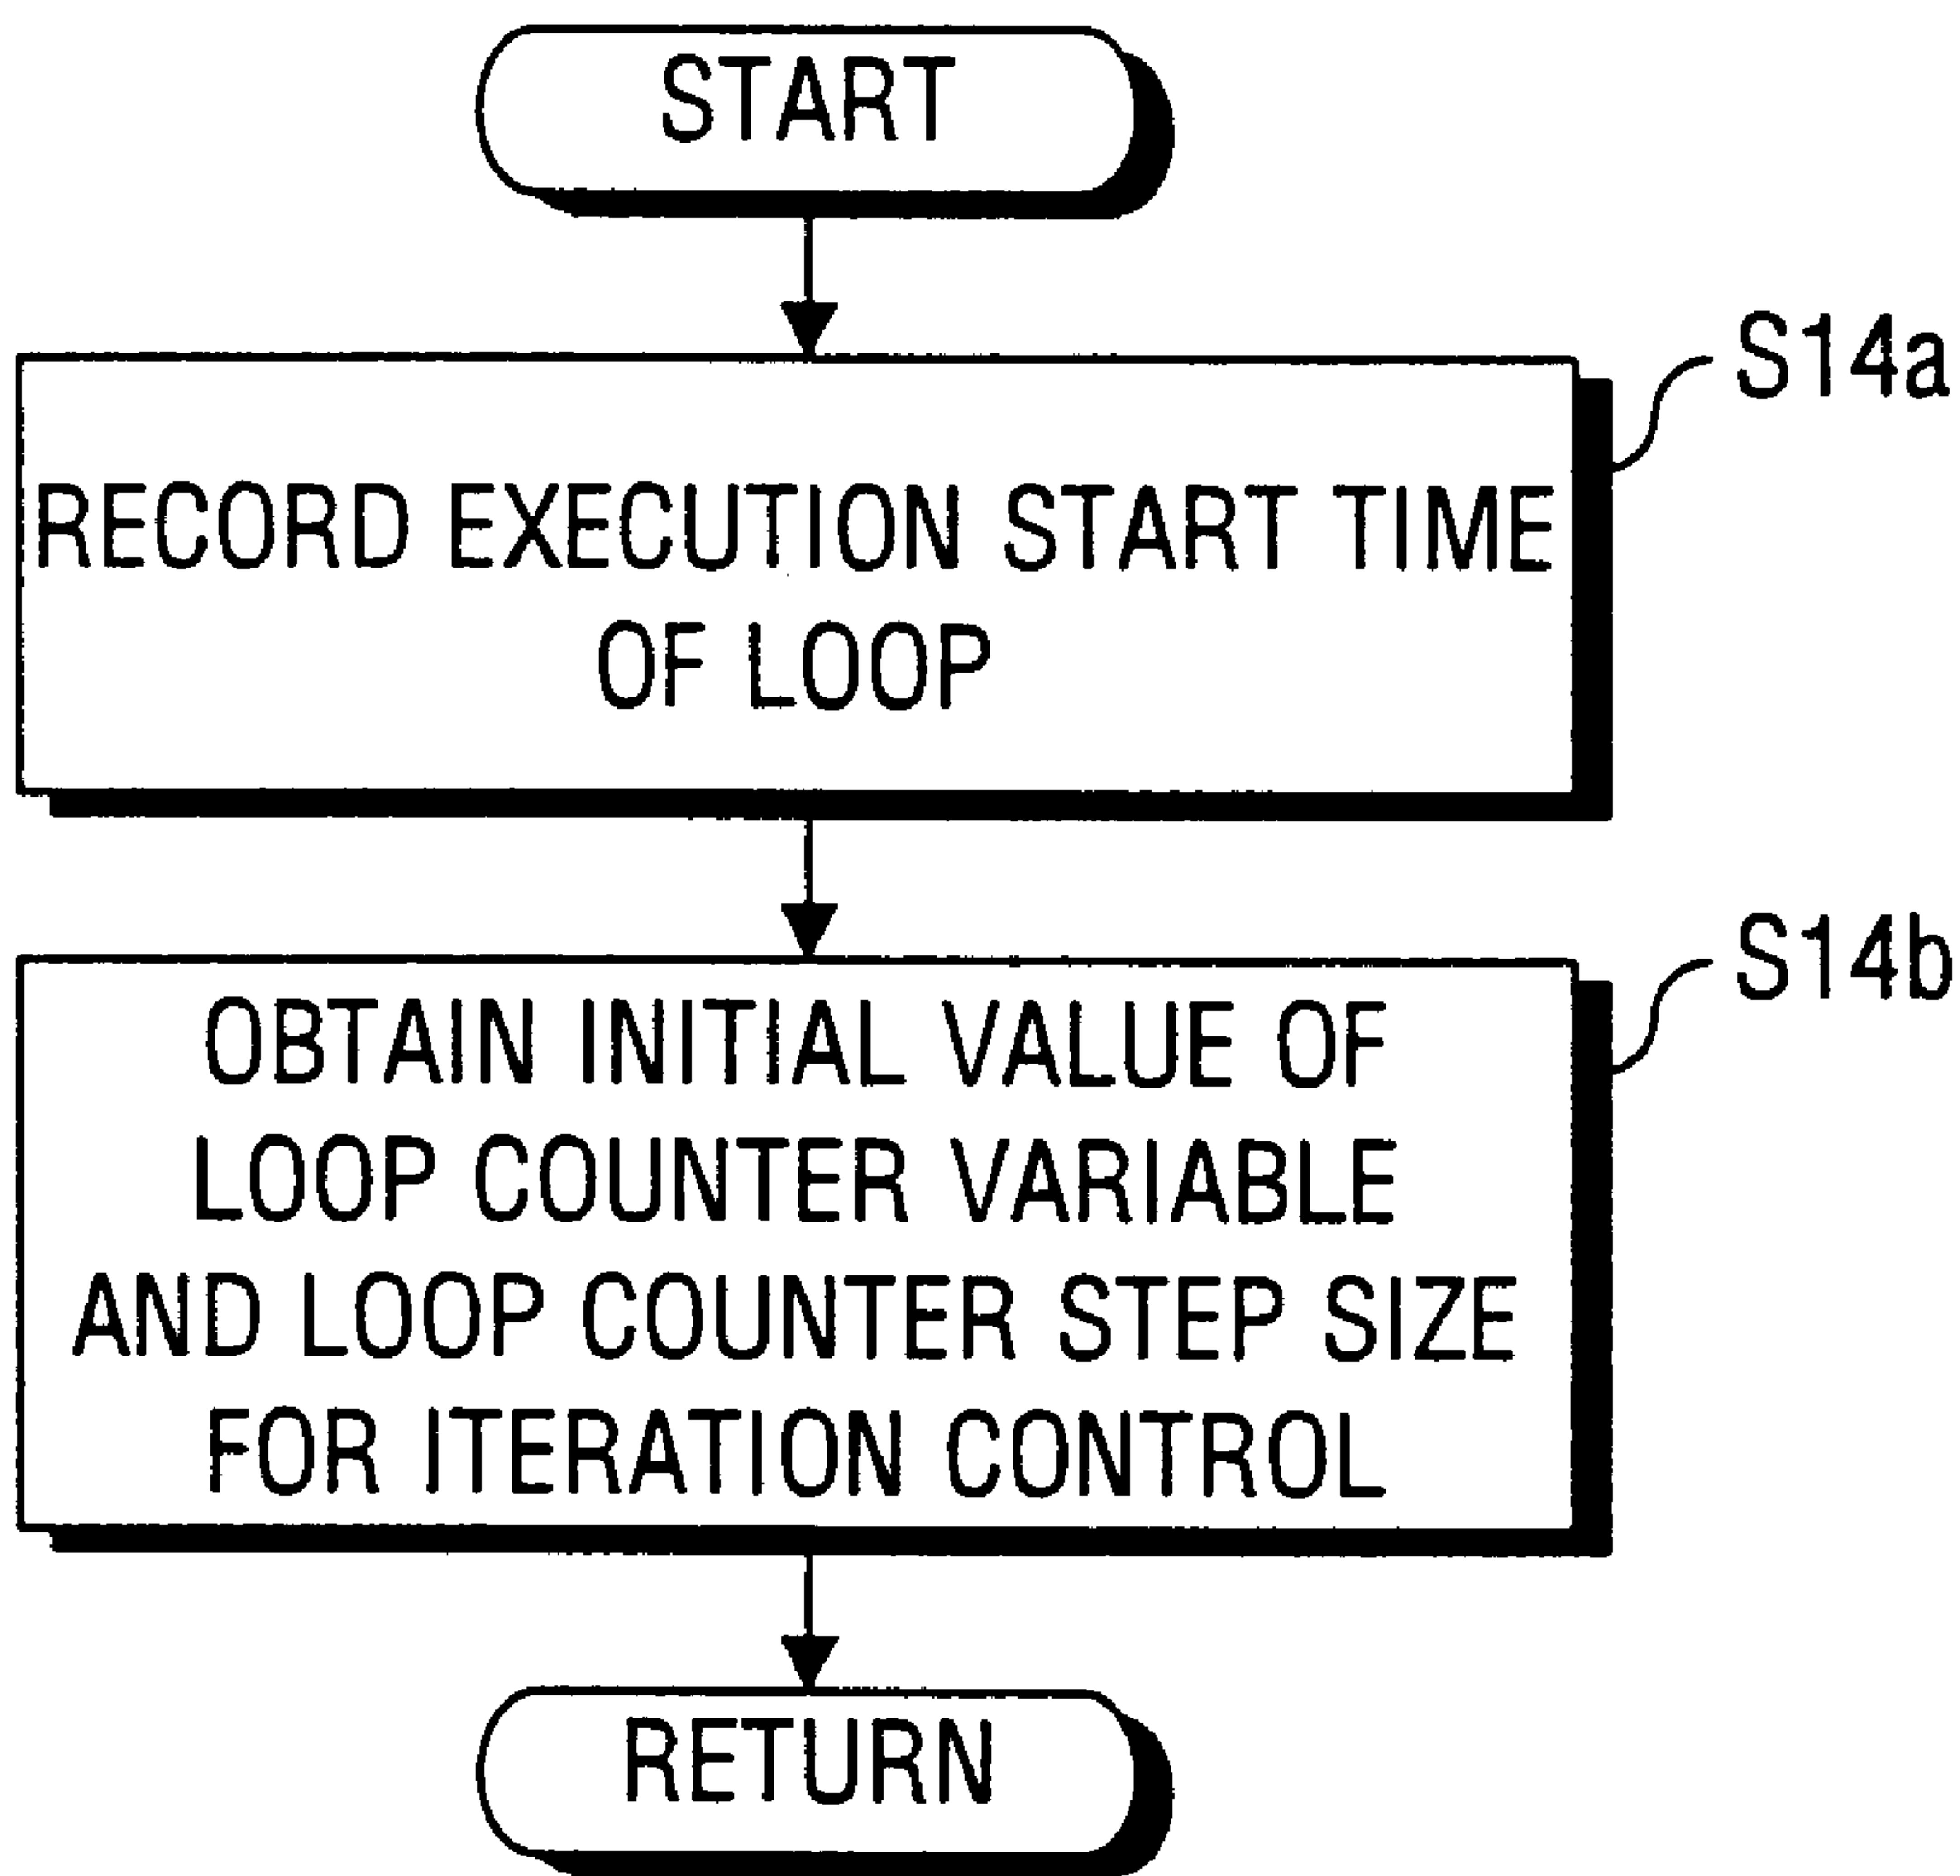 START
S14a
RECORD EXECUTION START TIME
OF LOOP
S14b
OBTAIN INITIAL VALUE OF
LOOP COUNTER VARIABLE
AND LOOP COUNTER STEP SIZE
FOR ITERATION CONTROL
RETURN